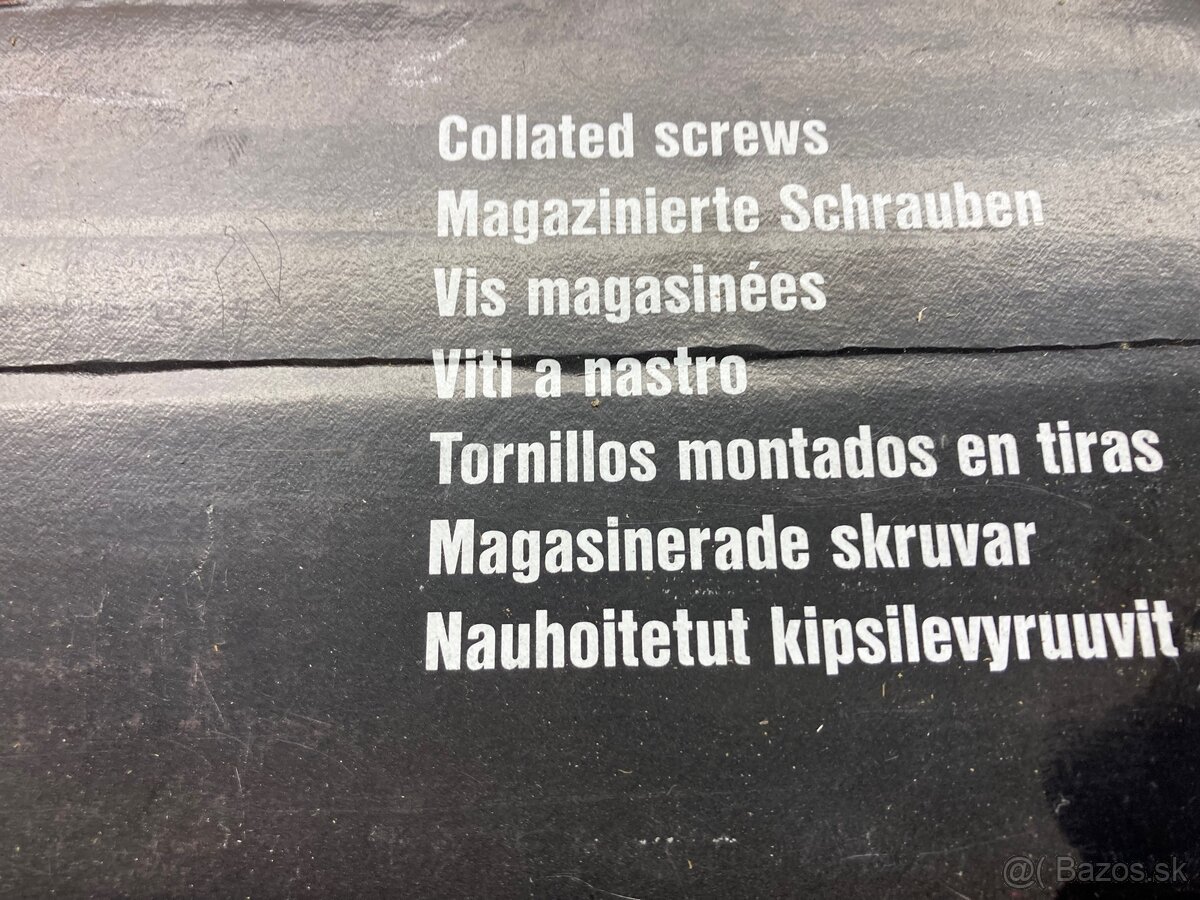 Collated screws
Magazinierte Schrauben
Vis magasinées
Viti a nastro
Tornillos montados en tiras
Magasinerade skruvar
Nauhoitetut kipsilevyruuvit
@( Bazos.sk